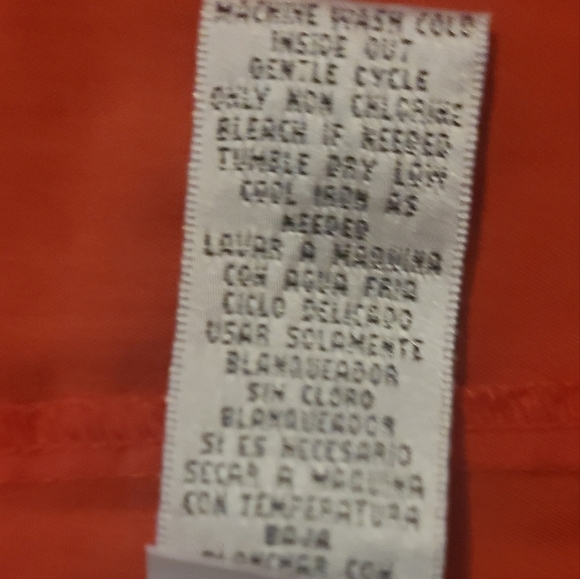 MACHINE WASH COLD
INSIDE OUT
GENTLE CYCLE
ONLY NON CHLORINE
BLEACH IF NEEDED
TUMBLE DRY LOW
COOL IRON AS
NEEDED
LAVAR A MAQUINA
CON AGUA FRIA
CICLO DELICADO
USAR SOLAMENTE
BLANQUEADOR
SIN CLORO
BLANQUEADOR
SI ES NECESARIO
SECAR A MAQUINA
CON TEMPERATURA
BAJA
PLANCHAR CON